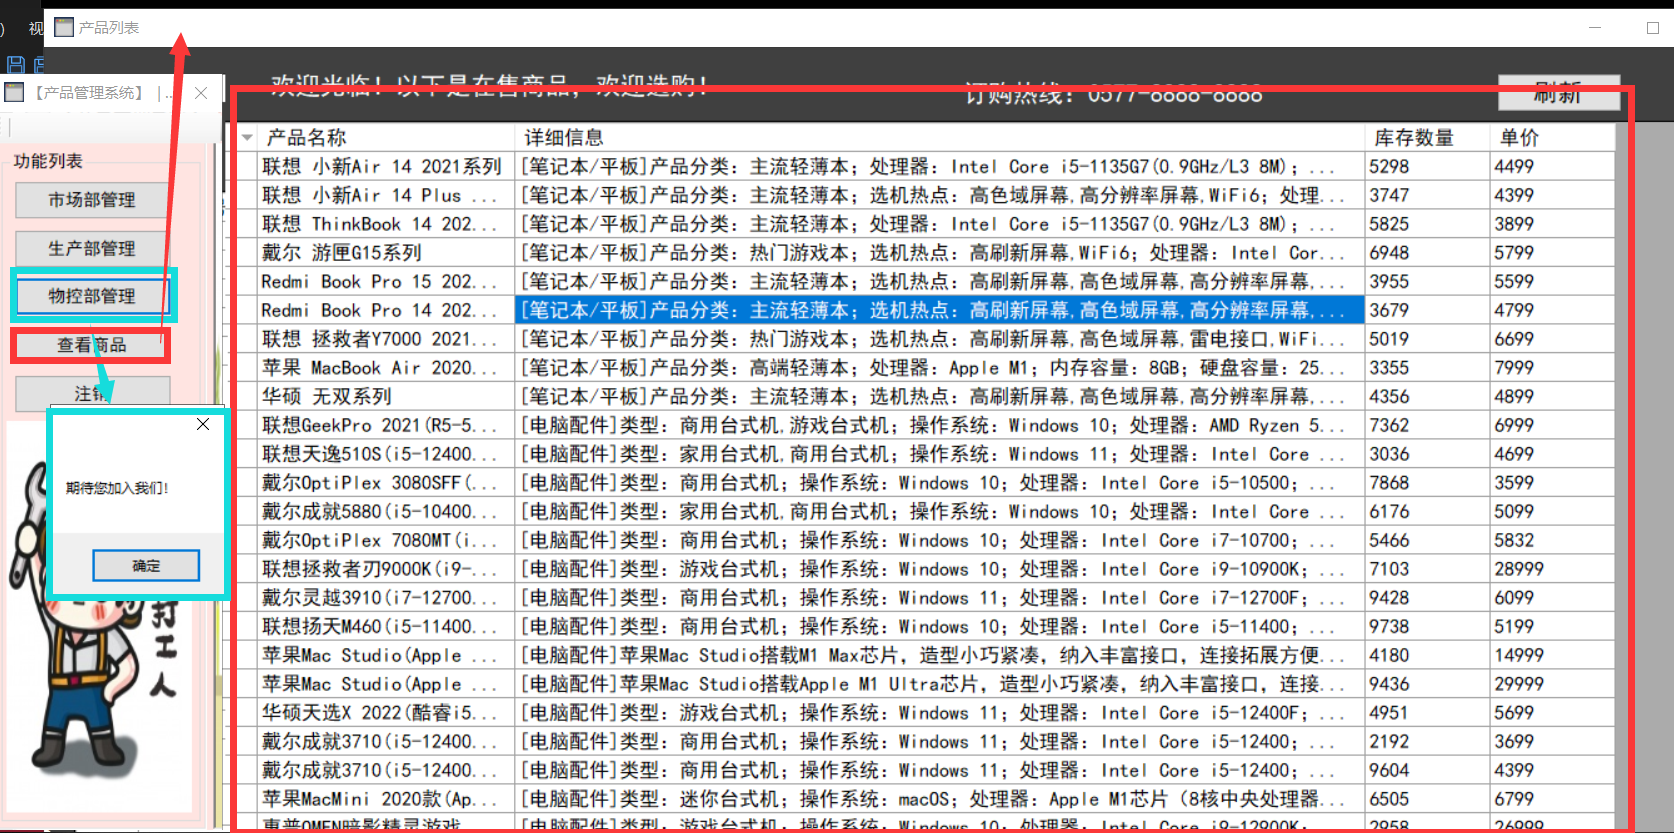 ) 视
产品列表
【产品管理系统】 | ...
欢迎光临！以下是在售商品，欢迎选购！
订购热线：0577-8888-8888
刷新
功能列表
市场部管理
生产部管理
物控部管理
查看商品
注销
期待您加入我们!
确定
打工人
产品名称 详细信息 库存数量 单价
联想 小新Air 14 2021系列 [笔记本/平板]产品分类：主流轻薄本；处理器：Intel Core i5-1135G7(0.9GHz/L3 8M)；... 5298 4499
联想 小新Air 14 Plus ... [笔记本/平板]产品分类：主流轻薄本；选机热点：高色域屏幕,高分辨率屏幕,WiFi6；处理... 3747 4399
联想 ThinkBook 14 202... [笔记本/平板]产品分类：主流轻薄本；处理器：Intel Core i5-1135G7(0.9GHz/L3 8M)；... 5825 3899
戴尔 游匣G15系列 [笔记本/平板]产品分类：热门游戏本；选机热点：高刷新屏幕,WiFi6；处理器：Intel Cor... 6948 5799
Redmi Book Pro 15 202... [笔记本/平板]产品分类：主流轻薄本；选机热点：高刷新屏幕,高色域屏幕,高分辨率屏幕,... 3955 5599
Redmi Book Pro 14 202... [笔记本/平板]产品分类：主流轻薄本；选机热点：高刷新屏幕,高色域屏幕,高分辨率屏幕,... 3679 4799
联想 拯救者Y7000 2021... [笔记本/平板]产品分类：热门游戏本；选机热点：高刷新屏幕,高色域屏幕,雷电接口,WiFi... 5019 6699
苹果 MacBook Air 2020... [笔记本/平板]产品分类：高端轻薄本；处理器：Apple M1；内存容量：8GB；硬盘容量：25... 3355 7999
华硕 无双系列 [笔记本/平板]产品分类：主流轻薄本；选机热点：高刷新屏幕,高色域屏幕,高分辨率屏幕,... 4356 4899
联想GeekPro 2021(R5-5... [电脑配件]类型：商用台式机,游戏台式机；操作系统：Windows 10；处理器：AMD Ryzen 5... 7362 6999
联想天逸510S(i5-12400... [电脑配件]类型：家用台式机,商用台式机；操作系统：Windows 11；处理器：Intel Core ... 3036 4699
戴尔OptiPlex 3080SFF(... [电脑配件]类型：商用台式机；操作系统：Windows 10；处理器：Intel Core i5-10500；... 7868 3599
戴尔成就5880(i5-10400... [电脑配件]类型：家用台式机,商用台式机；操作系统：Windows 10；处理器：Intel Core ... 6176 5099
戴尔OptiPlex 7080MT(i... [电脑配件]类型：商用台式机；操作系统：Windows 10；处理器：Intel Core i7-10700；... 5466 5832
联想拯救者刃9000K(i9-... [电脑配件]类型：游戏台式机；操作系统：Windows 10；处理器：Intel Core i9-10900K；... 7103 28999
戴尔灵越3910(i7-12700... [电脑配件]类型：商用台式机；操作系统：Windows 11；处理器：Intel Core i7-12700F；... 9428 6099
联想扬天M460(i5-11400... [电脑配件]类型：商用台式机；操作系统：Windows 10；处理器：Intel Core i5-11400；... 9738 5199
苹果Mac Studio(Apple ... [电脑配件]苹果Mac Studio搭载M1 Max芯片，造型小巧紧凑，纳入丰富接口，连接拓展方便... 4180 14999
苹果Mac Studio(Apple ... [电脑配件]苹果Mac Studio搭载Apple M1 Ultra芯片，造型小巧紧凑，纳入丰富接口，连接... 9436 29999
华硕天选X 2022(酷睿i5... [电脑配件]类型：游戏台式机；操作系统：Windows 11；处理器：Intel Core i5-12400F；... 4951 5699
戴尔成就3710(i5-12400... [电脑配件]类型：商用台式机；操作系统：Windows 11；处理器：Intel Core i5-12400；... 2192 3699
戴尔成就3710(i5-12400... [电脑配件]类型：商用台式机；操作系统：Windows 11；处理器：Intel Core i5-12400；... 9604 4399
苹果MacMini 2020款(Ap... [电脑配件]类型：迷你台式机；操作系统：macOS；处理器：Apple M1芯片（8核中央处理器... 6505 6799
惠普OMEN暗影精灵游戏... [电脑配件]类型：游戏台式机；操作系统：Windows 10；处理器：Intel Core i9-12900K；... 2958 26999